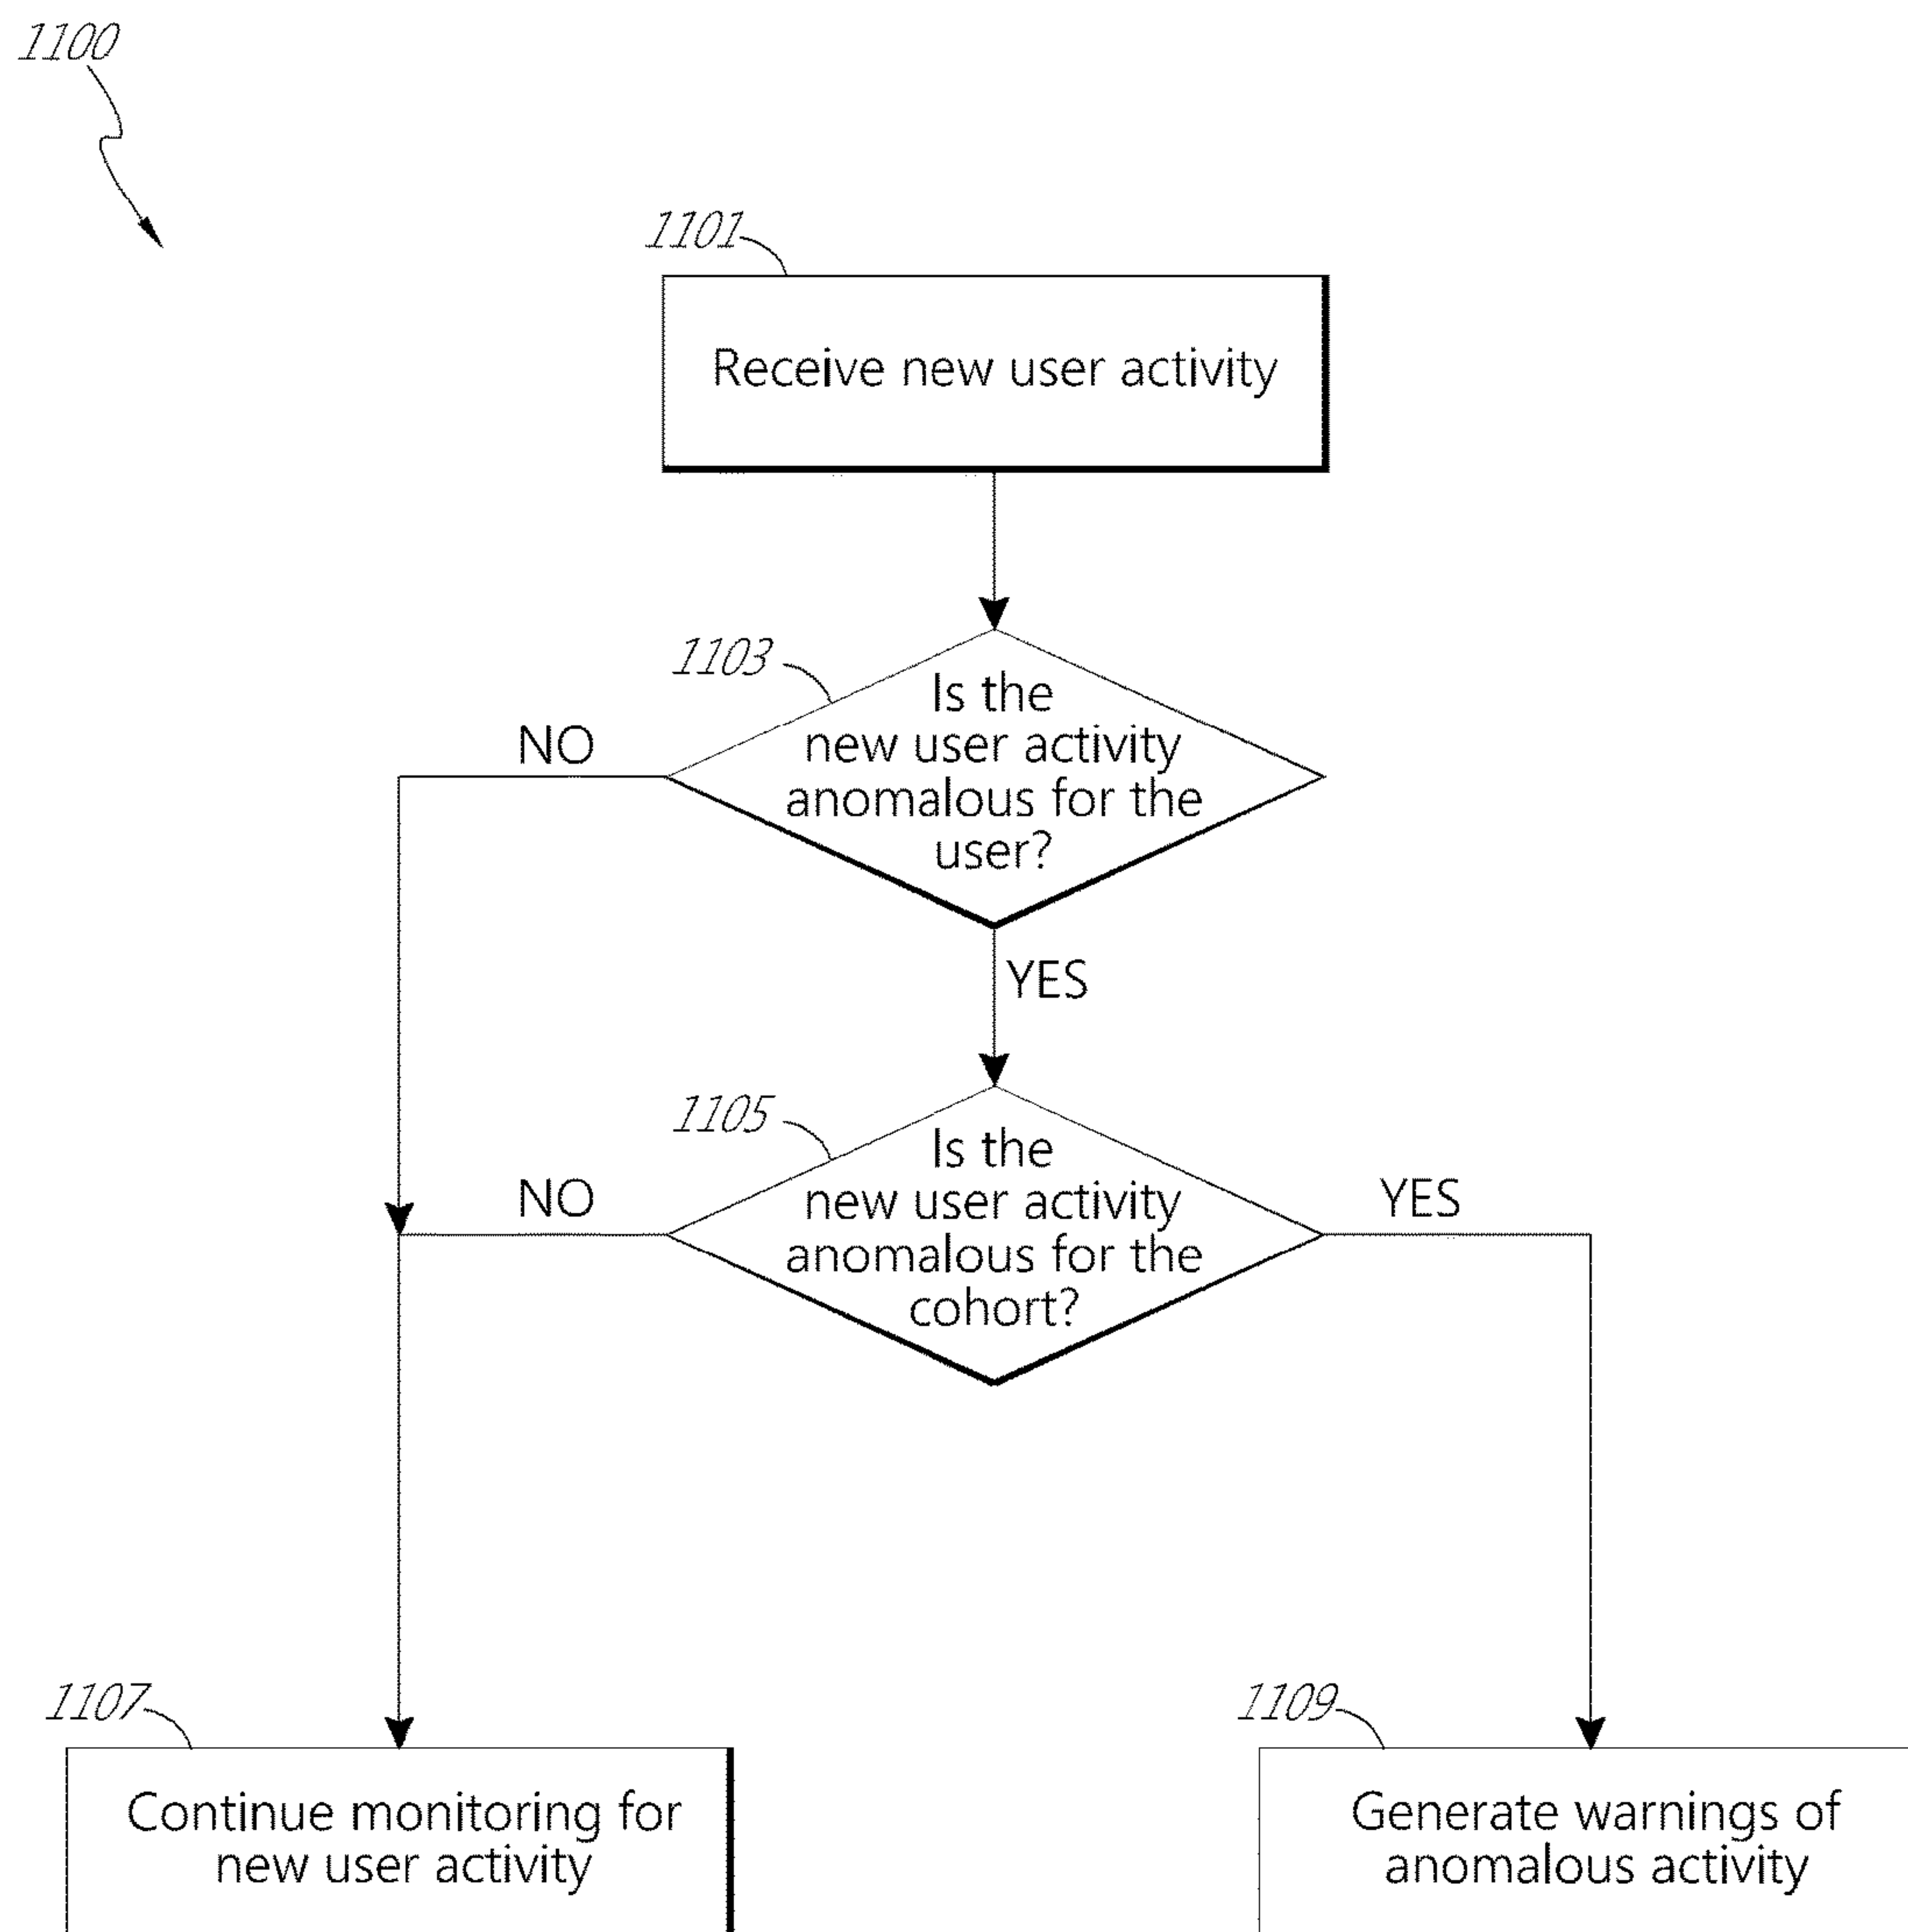 1100
1101
Receive new user activity
1103
Is the
new user activity
anomalous for the
user?
NO
YES
1105
Is the
new user activity
anomalous for the
cohort?
NO
YES
1107
Continue monitoring for
new user activity
1109
Generate warnings of
anomalous activity